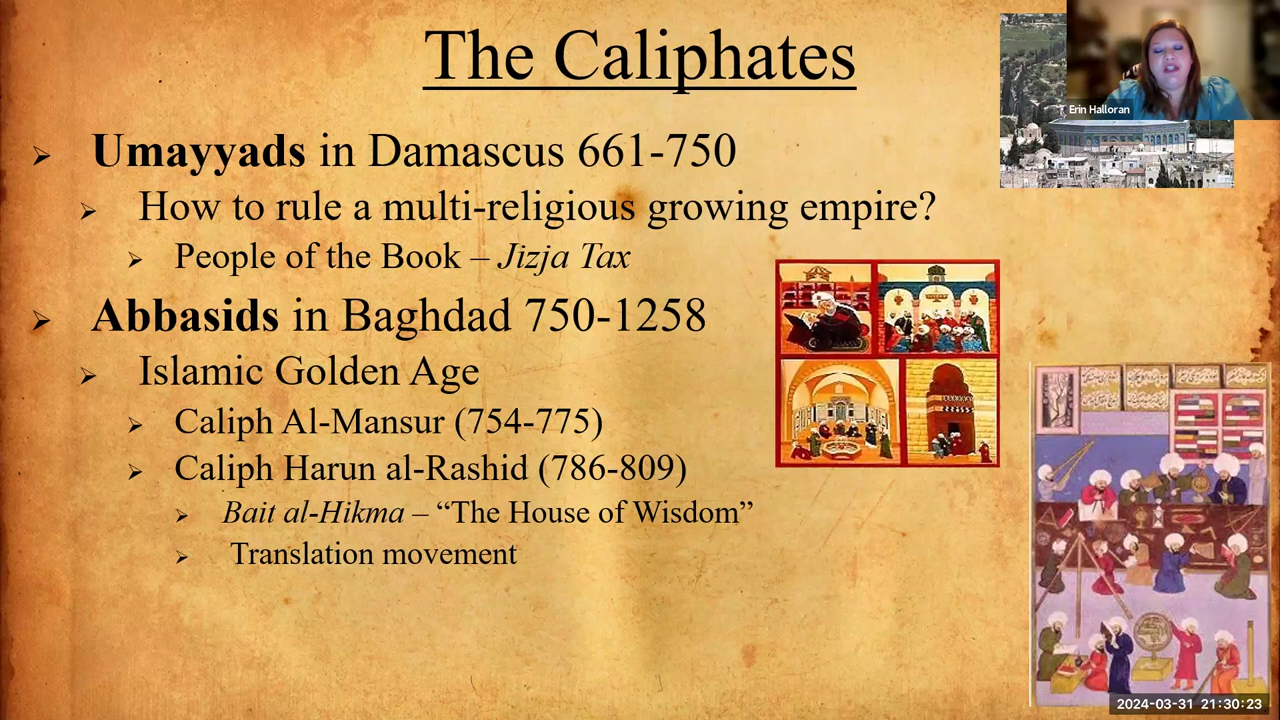 The Caliphates
Erin Halloran
Umayyads in Damascus 661-750
How to rule a multi-religious growing empire?
People of the Book – Jizja Tax
Abbasids in Baghdad 750-1258
Islamic Golden Age
Caliph Al-Mansur (754-775)
Caliph Harun al-Rashid (786-809)
Bait al-Hikma – “The House of Wisdom”
Translation movement
2024-03-31 21:30:23